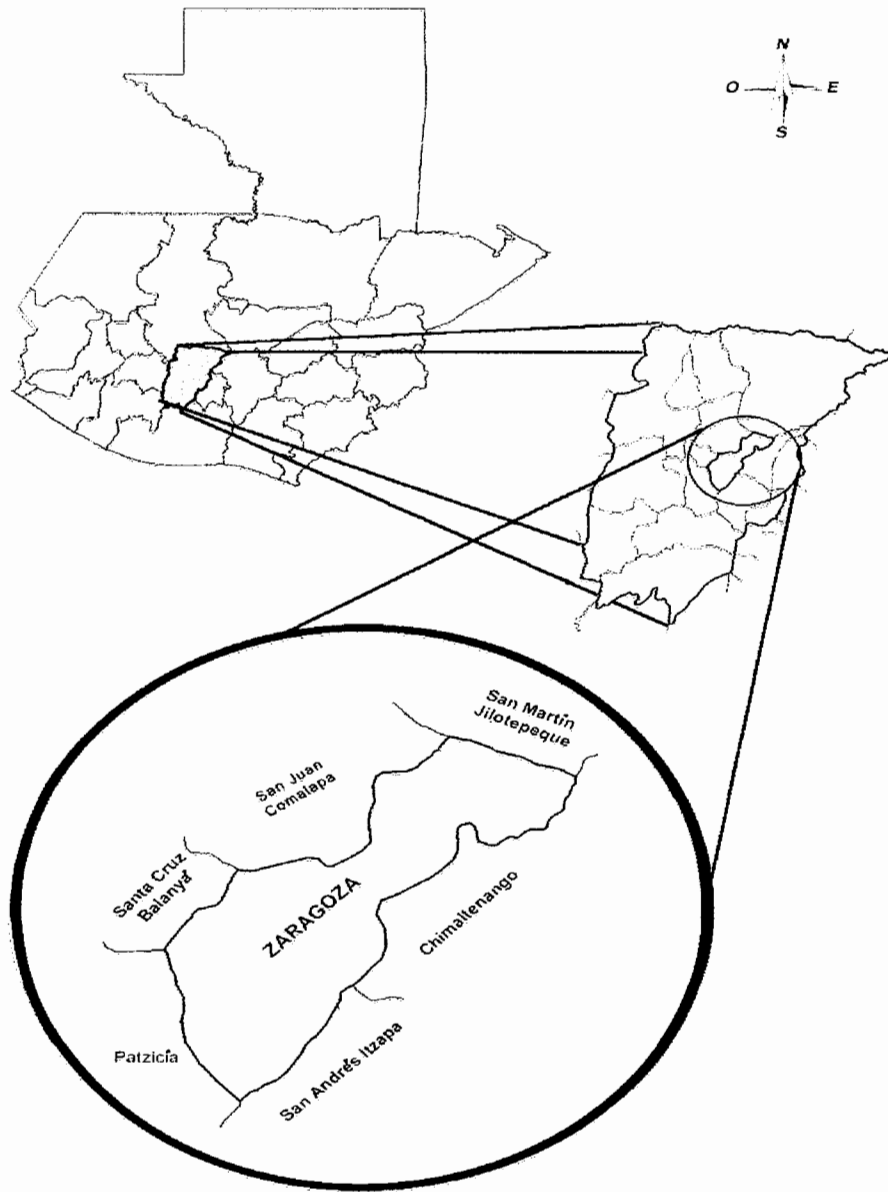 N
O E
S
San Martín
Jilotepeque
San Juan
Comalapa
Santa Cruz
Balanyá
ZARAGOZA
Chimaltenango
Patzicía
San Andrés Itzapa